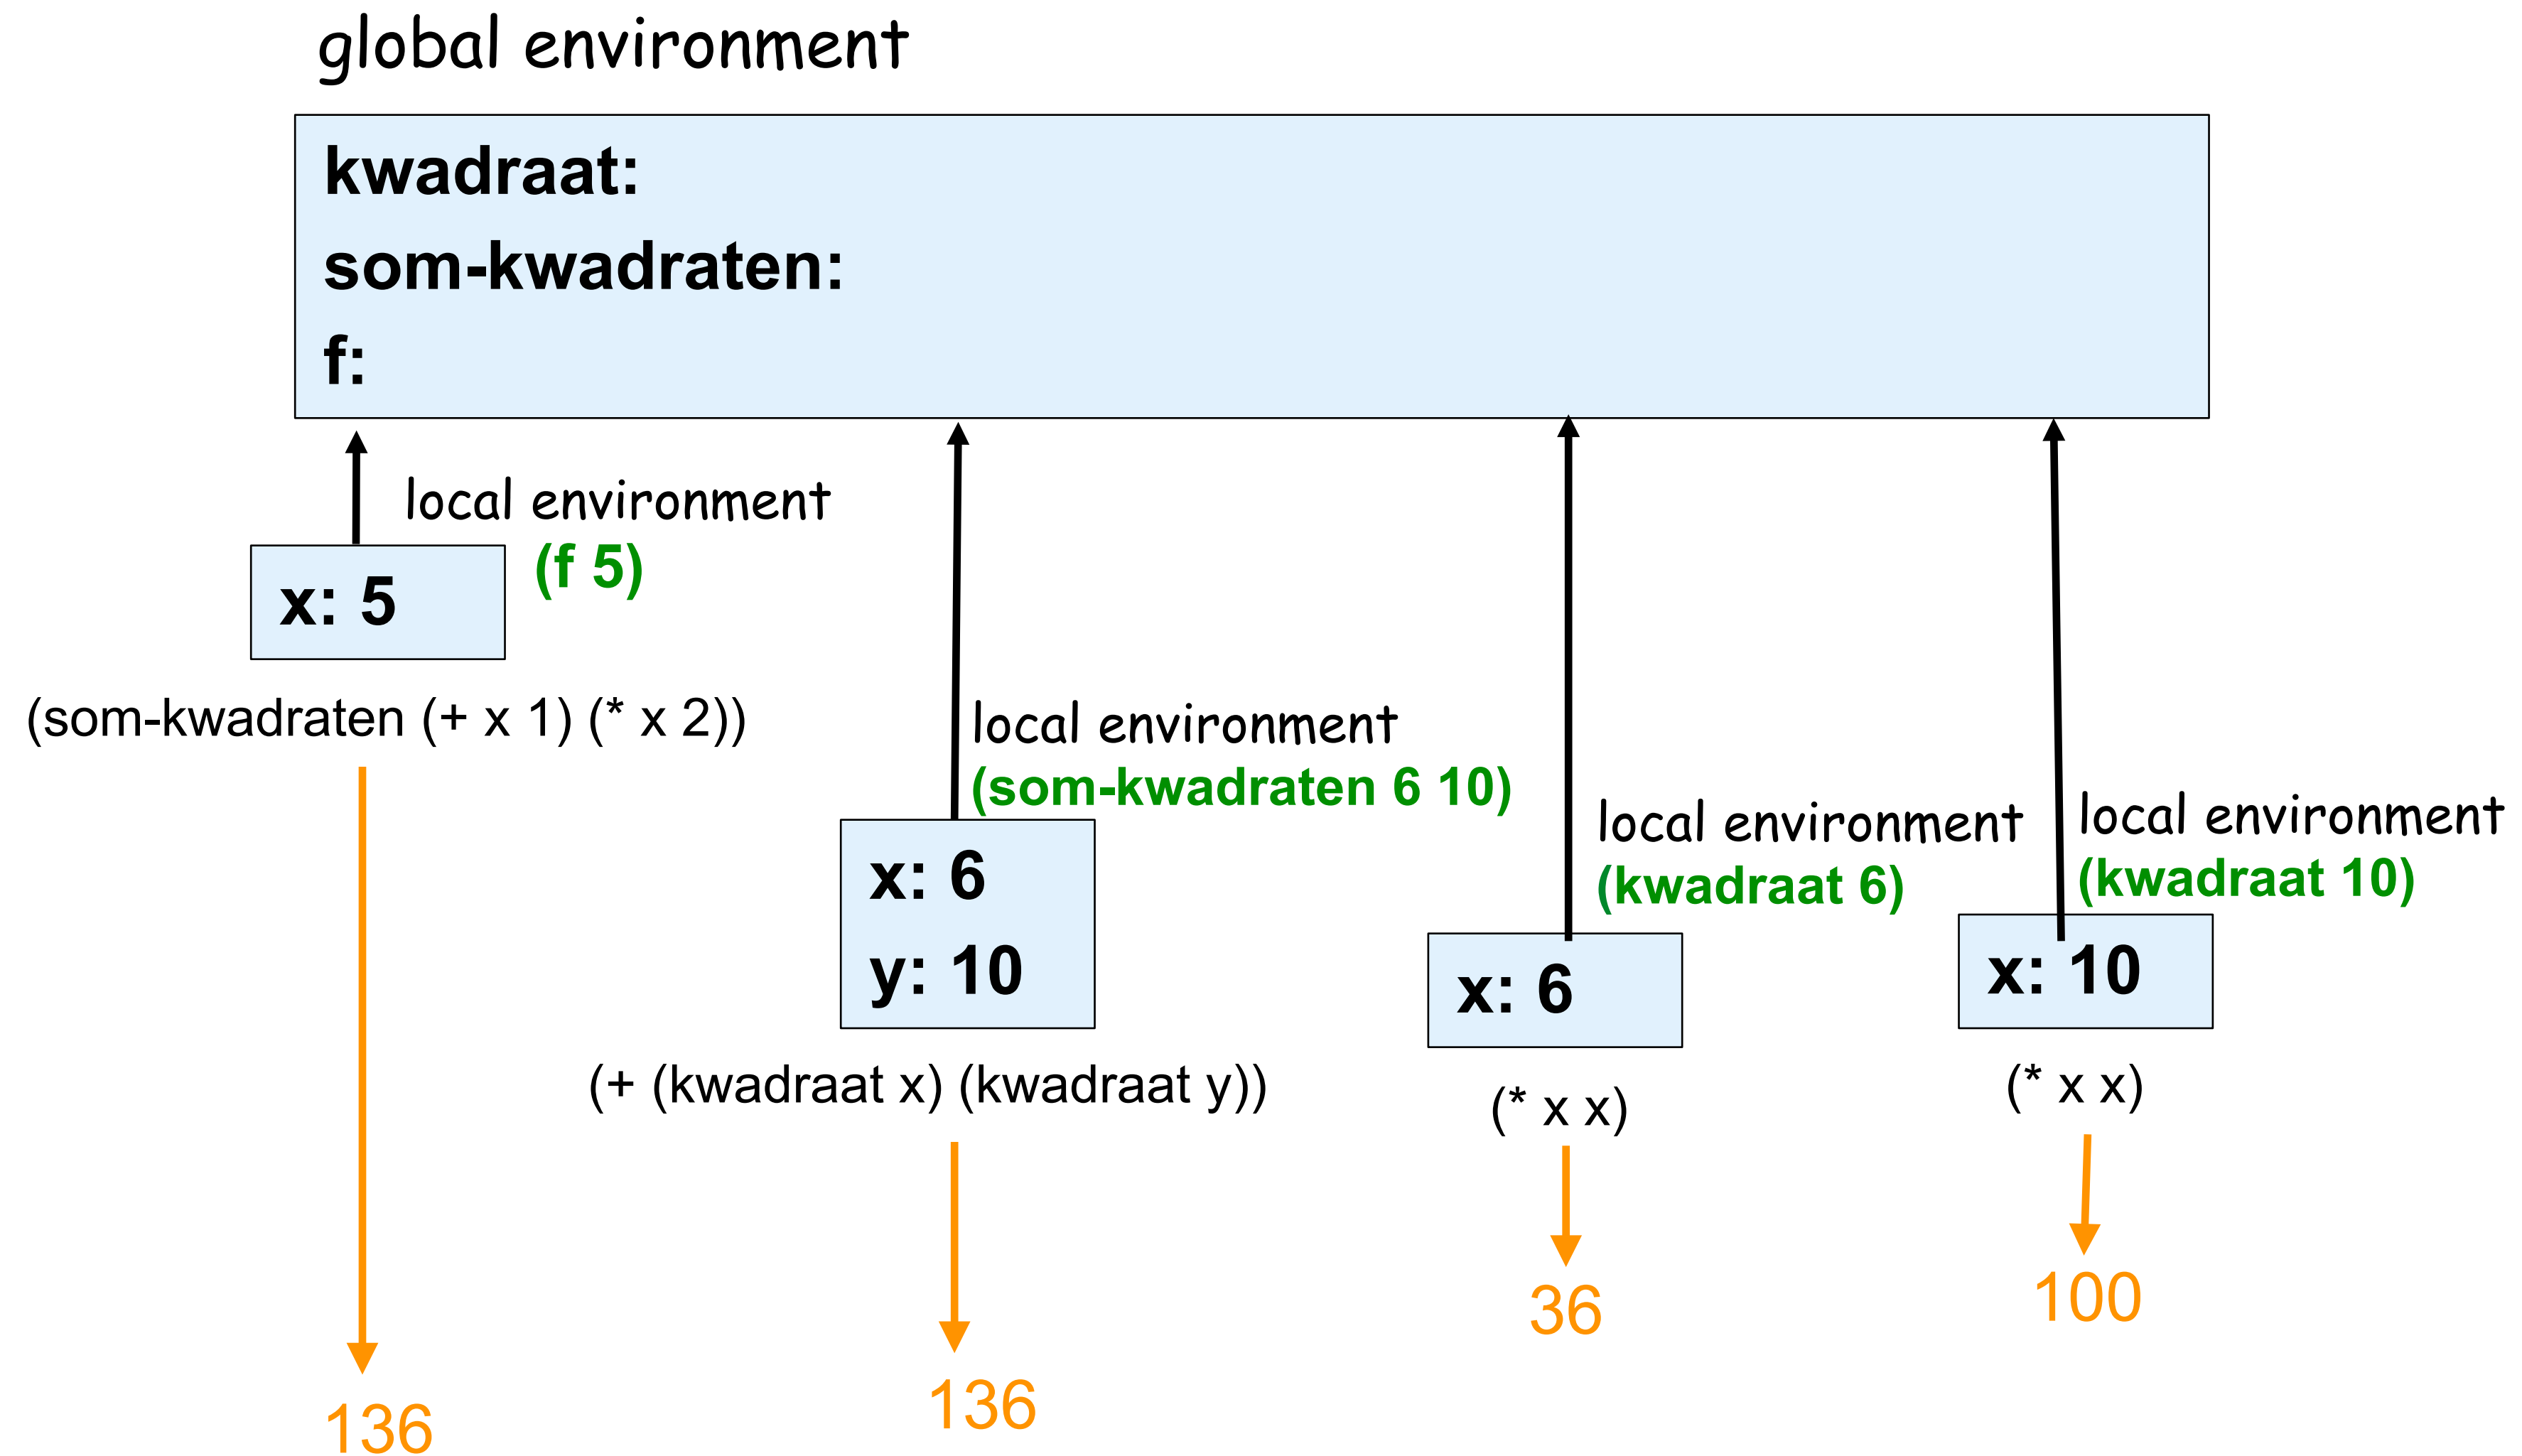 global environment
kwadraat:
som-kwadraten:
f:
local environment
(f 5)
x: 5
(som-kwadraten (+ x 1) (* x 2))
local environment
(som-kwadraten 6 10)
x: 6
y: 10
(+ (kwadraat x) (kwadraat y))
local environment
(kwadraat 6)
x: 6
(* x x)
local environment
(kwadraat 10)
x: 10
(* x x)
136
136
36
100